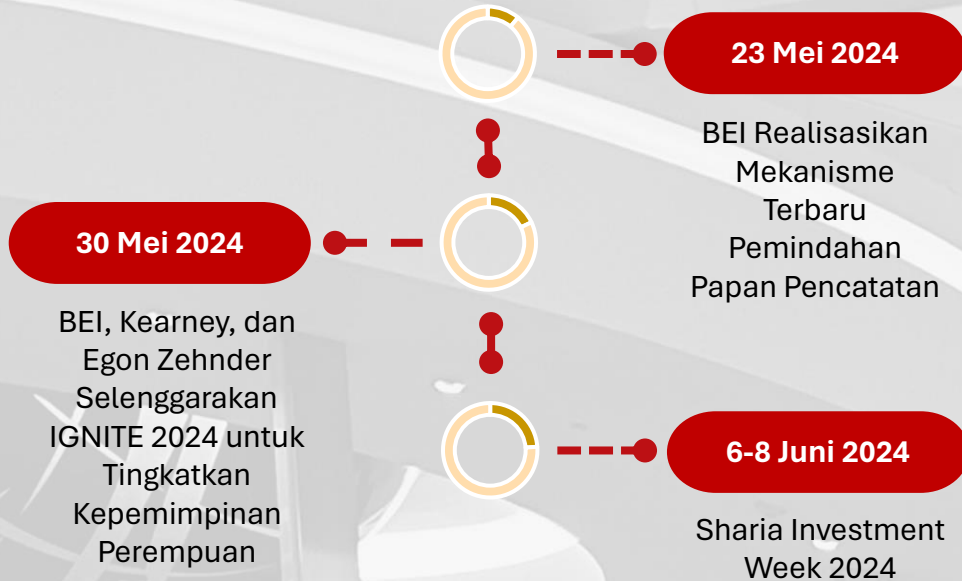 23 Mei 2024
BEI Realisasikan
Mekanisme
Terbaru
Pemindahan
Papan Pencatatan
30 Mei 2024
BEI, Kearney, dan
Egon Zehnder
Selenggarakan
IGNITE 2024 untuk
Tingkatkan
Kepemimpinan
Perempuan
6-8 Juni 2024
Sharia Investment
Week 2024